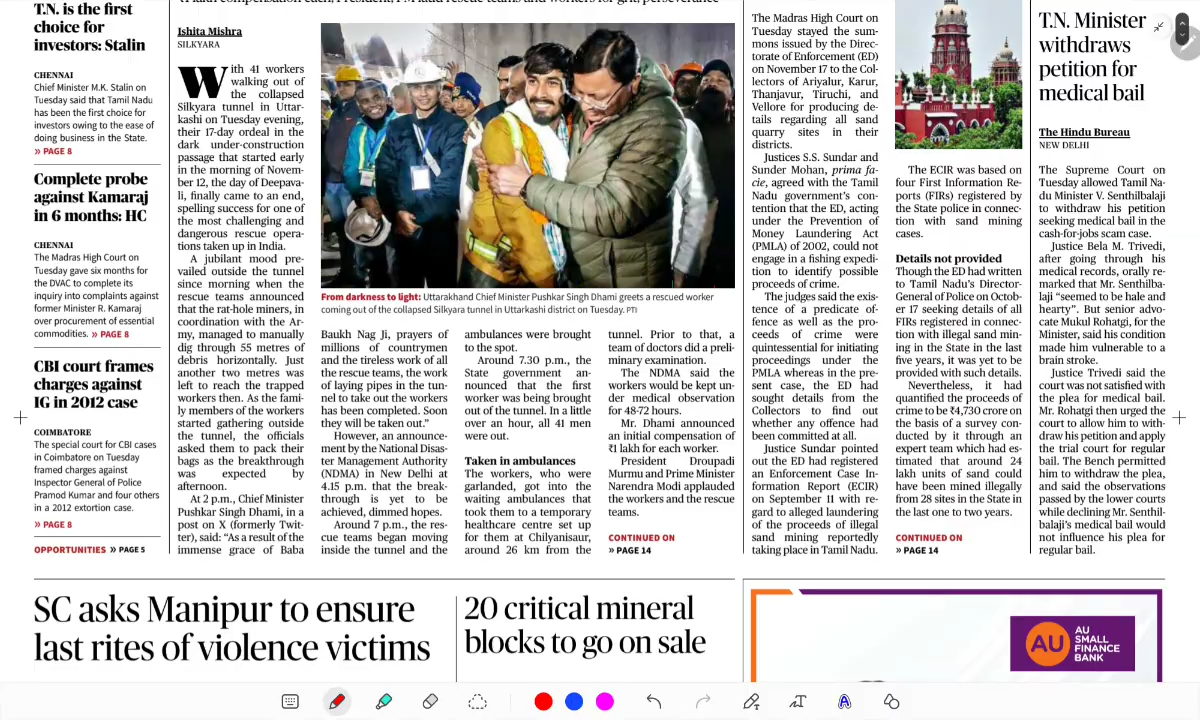 T.N. is the first
choice for
investors: Stalin
CHENNAI
Chief Minister M.K. Stalin on
Tuesday said that Tamil Nadu
has been the first choice for
investors owing to the ease of
doing business in the State.
» PAGE 8
Complete probe
against Kamaraj
in 6 months: HC
CHENNAI
The Madras High Court on
Tuesday gave six months for
the DVAC to complete its
inquiry into complaints against
former Minister R. Kamaraj
over procurement of essential
commodities. » PAGE 8
CBI court frames
charges against
IG in 2012 case
COIMBATORE
The special court for CBI cases
in Coimbatore on Tuesday
framed charges against
Inspector General of Police
Pramod Kumar and four others
in a 2012 extortion case.
» PAGE 8
OPPORTUNITIES » PAGE 5
Ishita Mishra
SILKYARA
With 41 workers
walking out of
the collapsed
Silkyara tunnel in Uttar-
kashi on Tuesday evening,
their 17-day ordeal in the
dark under-construction
passage that started early
in the morning of Novem-
ber 12, the day of Deepava-
li, finally came to an end,
spelling success for one of
the most challenging and
dangerous rescue opera-
tions taken up in India.
A jubilant mood pre-
vailed outside the tunnel
since morning when the
rescue teams announced
that the rat-hole miners, in
coordination with the Ar-
my, managed to manually
dig through 55 metres of
debris horizontally. Just
another two metres was
left to reach the trapped
workers then. As the fami-
ly members of the workers
started gathering outside
the tunnel, the officials
asked them to pack their
bags as the breakthrough
was expected by
afternoon.
At 2 p.m., Chief Minister
Pushkar Singh Dhami, in a
post on X (formerly Twit-
ter), said: “As a result of the
immense grace of Baba
From darkness to light: Uttarakhand Chief Minister Pushkar Singh Dhami greets a rescued worker
coming out of the collapsed Silkyara tunnel in Uttarkashi district on Tuesday. PTI
Baukh Nag Ji, prayers of
millions of countrymen
and the tireless work of all
the rescue teams, the work
of laying pipes in the tun-
nel to take out the workers
has been completed. Soon
they will be taken out.”
However, an announce-
ment by the National Disas-
ter Management Authority
(NDMA) in New Delhi at
4.15 p.m. that the break-
through is yet to be
achieved, dimmed hopes.
Around 7 p.m., the res-
cue teams began moving
inside the tunnel and the
ambulances were brought
to the spot.
Around 7.30 p.m., the
State government an-
nounced that the first
worker was being brought
out of the tunnel. In a little
over an hour, all 41 men
were out.
Taken in ambulances
The workers, who were
garlanded, got into the
waiting ambulances that
took them to a temporary
healthcare centre set up
for them at Chilyanisaur,
around 26 km from the
tunnel. Prior to that, a
team of doctors did a preli-
minary examination.
The NDMA said the
workers would be kept un-
der medical observation
for 48-72 hours.
Mr. Dhami announced
an initial compensation of
₹1 lakh for each worker.
President Droupadi
Murmu and Prime Minister
Narendra Modi applauded
the workers and the rescue
teams.
CONTINUED ON
» PAGE 14
The Madras High Court on
Tuesday stayed the sum-
mons issued by the Direc-
torate of Enforcement (ED)
on November 17 to the Col-
lectors of Ariyalur, Karur,
Thanjavur, Tiruchi, and
Vellore for producing de-
tails regarding all sand
quarry sites in their
districts.
Justices S.S. Sundar and
Sunder Mohan, prima fa-
cie, agreed with the Tamil
Nadu government’s con-
tention that the ED, acting
under the Prevention of
Money Laundering Act
(PMLA) of 2002, could not
engage in a fishing expedi-
tion to identify possible
proceeds of crime.
The judges said the exis-
tence of a predicate of-
fence as well as the pro-
ceeds of crime were
quintessential for initiating
proceedings under the
PMLA whereas in the pre-
sent case, the ED had
sought details from the
Collectors to find out
whether any offence had
been committed at all.
Justice Sundar pointed
out the ED had registered
an Enforcement Case In-
formation Report (ECIR)
on September 11 with re-
gard to alleged laundering
of the proceeds of illegal
sand mining reportedly
taking place in Tamil Nadu.
The ECIR was based on
four First Information Re-
ports (FIRs) registered by
the State police in connec-
tion with sand mining
cases.
Details not provided
Though the ED had written
to Tamil Nadu’s Director-
General of Police on Octob-
er 17 seeking details of all
FIRs registered in connec-
tion with illegal sand min-
ing in the State in the last
five years, it was yet to be
provided with such details.
Nevertheless, it had
quantified the proceeds of
crime to be ₹4,730 crore on
the basis of a survey con-
ducted by it through an
expert team which had es-
timated that around 24
lakh units of sand could
have been mined illegally
from 28 sites in the State in
the last one to two years.
CONTINUED ON
» PAGE 14
T.N. Minister
withdraws
petition for
medical bail
The Hindu Bureau
NEW DELHI
The Supreme Court on
Tuesday allowed Tamil Na-
du Minister V. Senthilbalaji
to withdraw his petition
seeking medical bail in the
cash-for-jobs scam case.
Justice Bela M. Trivedi,
after going through his
medical records, orally re-
marked that Mr. Senthilba-
laji “seemed to be hale and
hearty”. But senior advo-
cate Mukul Rohatgi, for the
Minister, said his condition
made him vulnerable to a
brain stroke.
Justice Trivedi said the
court was not satisfied with
the plea for medical bail.
Mr. Rohatgi then urged the
court to allow him to with-
draw his petition and apply
the trial court for regular
bail. The Bench permitted
him to withdraw the plea,
and said the observations
passed by the lower courts
while declining Mr. Senthil-
balaji’s medical bail would
not influence his plea for
regular bail.
SC asks Manipur to ensure
last rites of violence victims
20 critical mineral
blocks to go on sale
AU
AU
SMALL
FINANCE
BANK